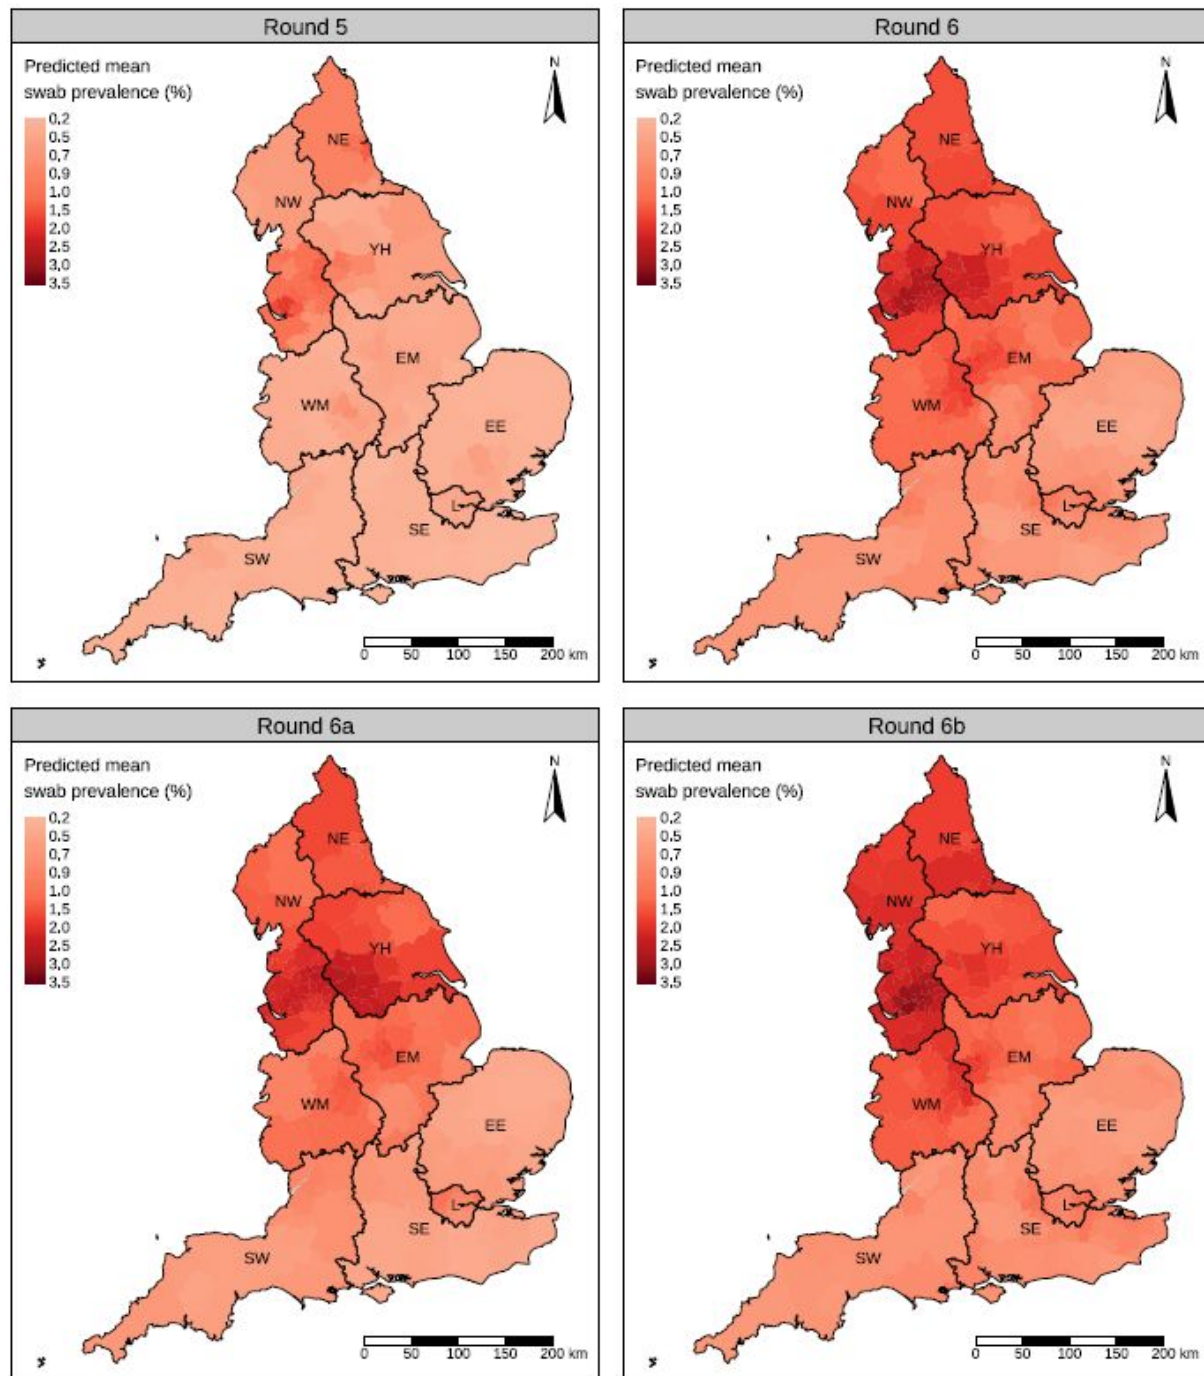 Round 5
Predicted mean
swab prevalence (%)
0.2
0.5
0.7
0.9
1.0
1.5
2.0
2.5
3.0
3.5
N
NE
NW
YH
EM
WM
EE
L
SE
SW
0 50 100 150 200 km
Round 6
Predicted mean
swab prevalence (%)
0.2
0.5
0.7
0.9
1.0
1.5
2.0
2.5
3.0
3.5
N
NE
NW
YH
EM
WM
EE
L
SE
SW
0 50 100 150 200 km
Round 6a
Predicted mean
swab prevalence (%)
0.2
0.5
0.7
0.9
1.0
1.5
2.0
2.5
3.0
3.5
N
NE
NW
YH
EM
WM
EE
L
SE
SW
0 50 100 150 200 km
Round 6b
Predicted mean
swab prevalence (%)
0.2
0.5
0.7
0.9
1.0
1.5
2.0
2.5
3.0
3.5
N
NE
NW
YH
EM
WM
EE
L
SE
SW
0 50 100 150 200 km